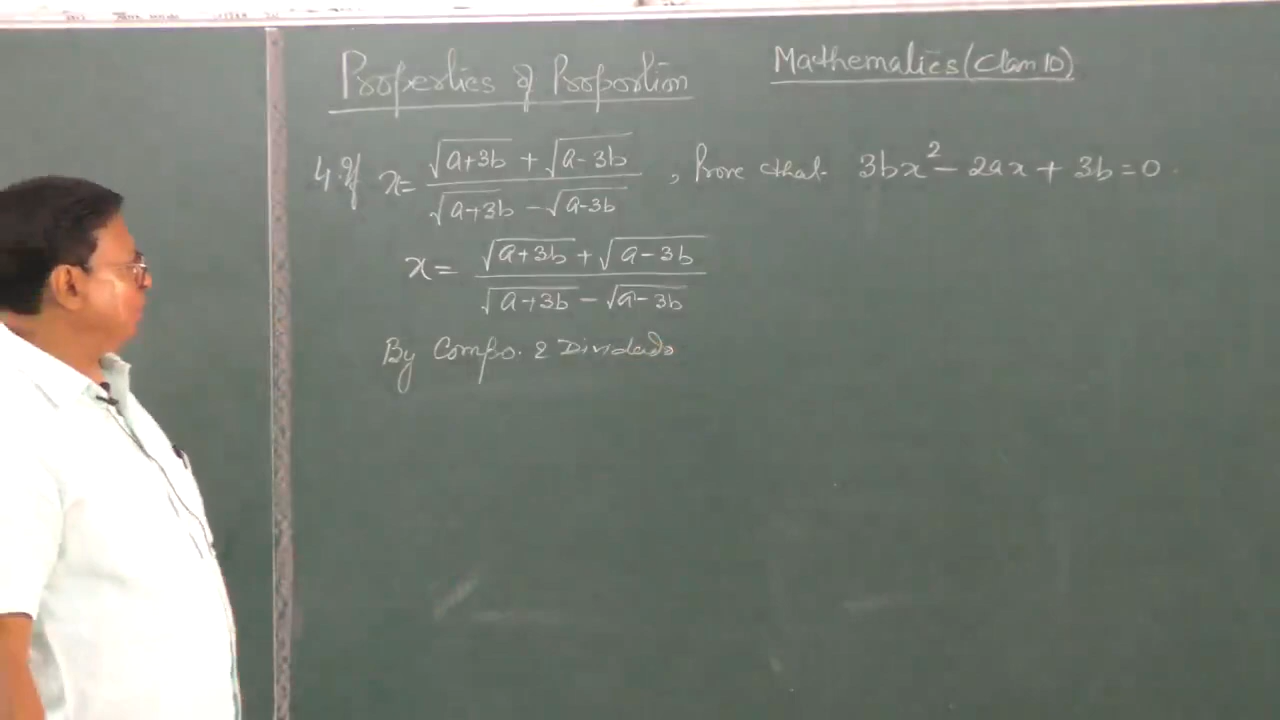 Properties of Proportion
Mathematics (Class 10)
4. If x = (√(a+3b) + √(a-3b)) / (√(a+3b) - √(a-3b)), Prove that 3bx² - 2ax + 3b = 0.
x = (√(a+3b) + √(a-3b)) / (√(a+3b) - √(a-3b))
By Compo. & Dividado